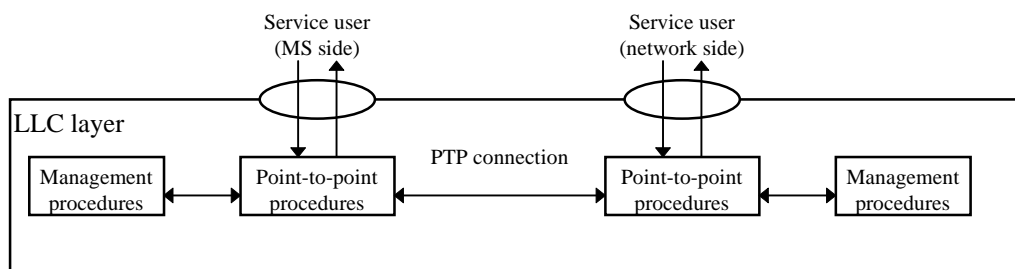 Service user
(MS side)
Service user
(network side)
LLC layer
PTP connection
Management
procedures
Point-to-point
procedures
Point-to-point
procedures
Management
procedures